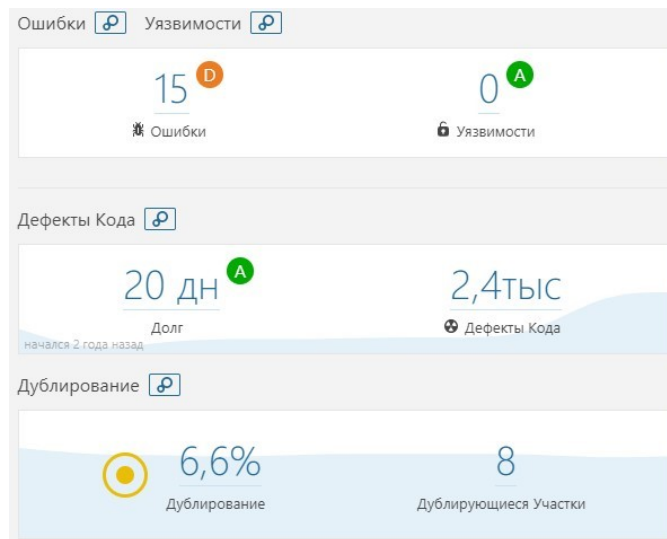 Ошибки Уязвимости
15 D 0 A
Ошибки Уязвимости
Дефекты Кода
20 дн A 2,4тыс
Долг Дефекты Кода
начался 2 года назад
Дублирование
6,6% 8
Дублирование Дублирующиеся Участки